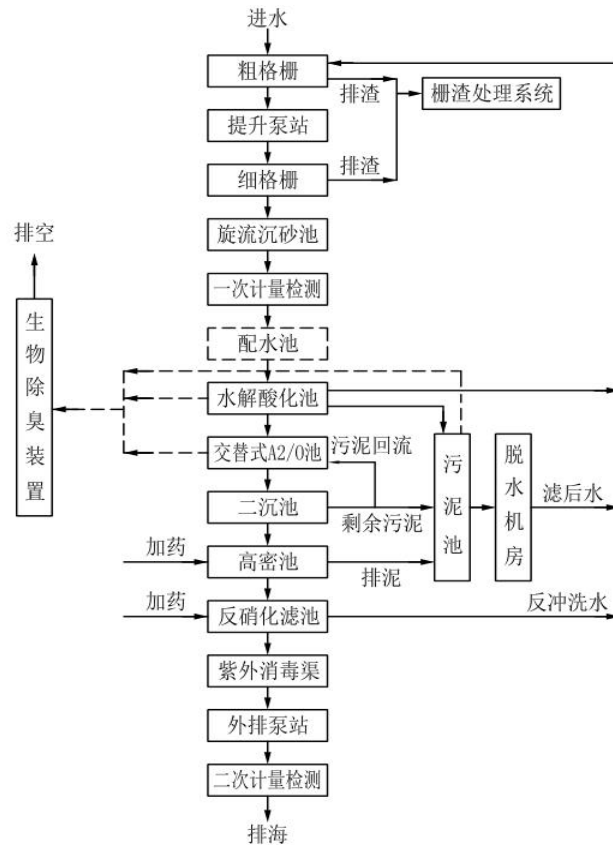 进水
粗格栅
排渣
栅渣处理系统
提升泵站
细格栅
排渣
旋流沉砂池
排空
一次计量检测
生物除臭装置
配水池
水解酸化池
交替式A2/O池
污泥回流
污泥池
脱水机房
滤后水
二沉池
剩余污泥
加药
高密池
排泥
加药
反硝化滤池
反冲洗水
紫外消毒渠
外排泵站
二次计量检测
排海